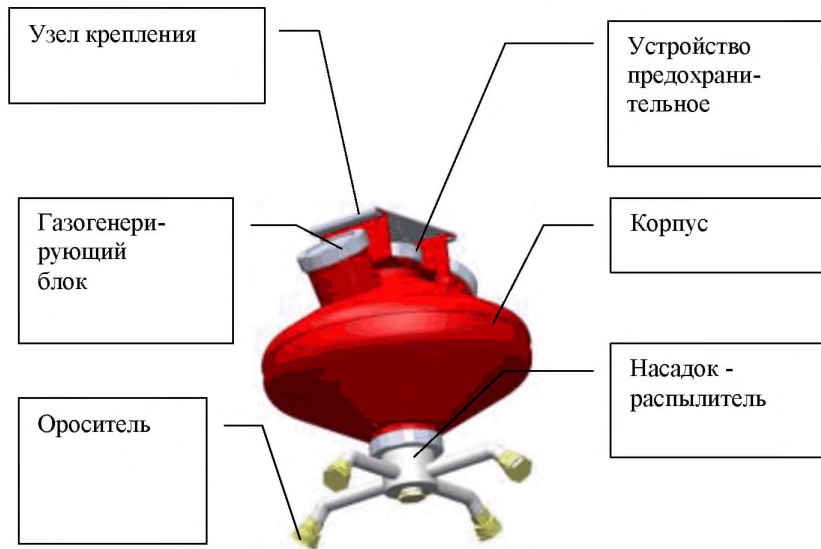 Узел крепления
Устройство
предохрани-
тельное
Газогенери-
рующий
блок
Корпус
Насадок -
распылитель
Ороситель